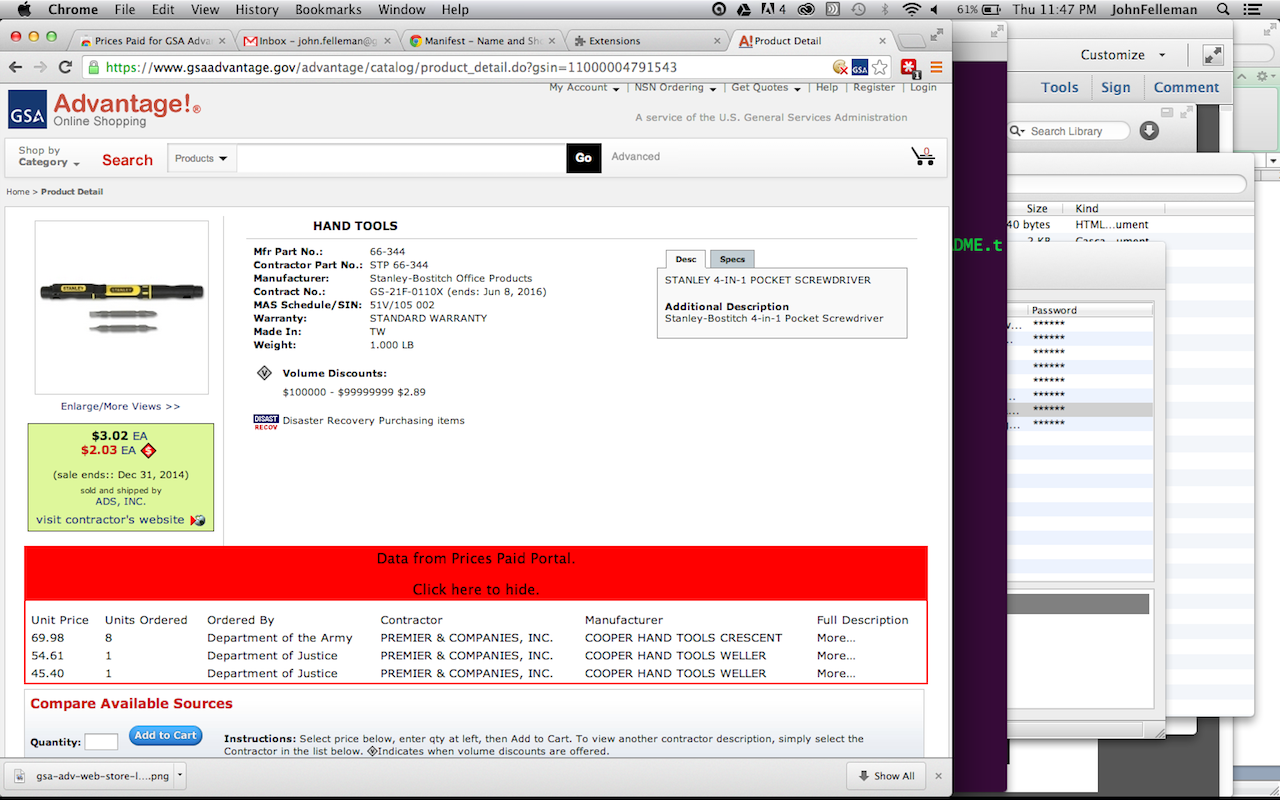 Chrome File Edit View History Bookmarks Window Help
4 61% Thu 11:47 PM JohnFelleman
Prices Paid for GSA Adva
Inbox – john.felleman@g
Manifest – Name and Sho
Extensions
Product Detail
https://www.gsaadvantage.gov/advantage/catalog/product_detail.do?gsin=11000004791543
GSA
1
GSA
Advantage!®
Online Shopping
My Account | NSN Ordering | Get Quotes | Help | Register | Login
A service of the U.S. General Services Administration
Shop by
Category
Search
Products
Go
Advanced
0
Home > Product Detail
STANLEY
STANLEY
Enlarge/More Views >>
$3.02 EA
$2.03 EA
(sale ends:: Dec 31, 2014)
sold and shipped by
ADS, INC.
visit contractor's website
HAND TOOLS
Mfr Part No.: 66-344
Contractor Part No.: STP 66-344
Manufacturer: Stanley-Bostitch Office Products
Contract No.: GS-21F-0110X (ends: Jun 8, 2016)
MAS Schedule/SIN: 51V/105 002
Warranty: STANDARD WARRANTY
Made In: TW
Weight: 1.000 LB
V Volume Discounts:
$100000 - $99999999 $2.89
DISAST
RECOV
Disaster Recovery Purchasing items
Desc Specs
STANLEY 4-IN-1 POCKET SCREWDRIVER
Additional Description
Stanley-Bostitch 4-in-1 Pocket Screwdriver
Data from Prices Paid Portal.
Click here to hide.
Unit Price Units Ordered Ordered By Contractor Manufacturer Full Description
69.98 8 Department of the Army PREMIER & COMPANIES, INC. COOPER HAND TOOLS CRESCENT More...
54.61 1 Department of Justice PREMIER & COMPANIES, INC. COOPER HAND TOOLS WELLER More...
45.40 1 Department of Justice PREMIER & COMPANIES, INC. COOPER HAND TOOLS WELLER More...
Compare Available Sources
Quantity:
Add to Cart
Instructions: Select price below, enter qty at left, then Add to Cart. To view another contractor description, simply select the
Contractor in the list below. Indicates when volume discounts are offered.
gsa-adv-web-store-l....png
Show All
Customize
Tools Sign Comment
Search Library
Size Kind
40 bytes HTML...ument
DME.t
Password
******
******
******
******
******
******
******
******